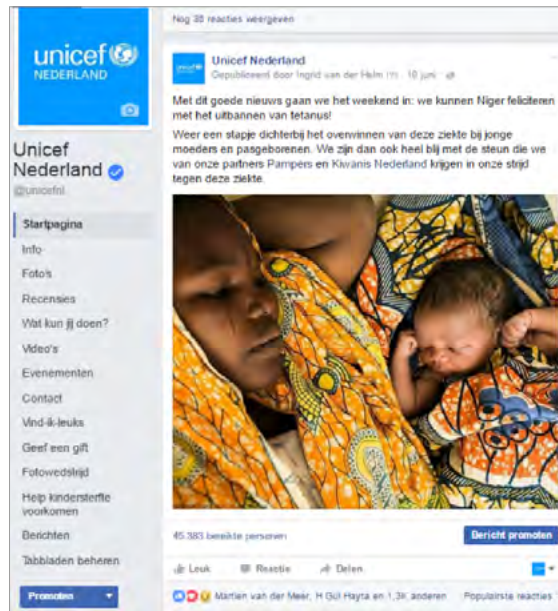 unicef
NEDERLAND
Unicef
Nederland
@unicefnl
Startpagina
Info
Foto's
Recensies
Wat kun jij doen?
Video's
Evenementen
Contact
Vind-ik-leuks
Geef een gift
Fotowedstrijd
Help kindersterfte
voorkomen
Berichten
Tabbladen beheren
Promoten
Nog 38 reacties weergeven
Unicef Nederland
Gepubliceerd door Ingrid van der Helm · 10 juni ·
Met dit goede nieuws gaan we het weekend in: we kunnen Niger feliciteren
met het uitbannen van tetanus!
Weer een stapje dichterbij het overwinnen van deze ziekte bij jonge
moeders en pasgeborenen. We zijn dan ook heel blij met de steun die we
van onze partners Pampers en Kiwanis Nederland krijgen in onze strijd
tegen deze ziekte.
45.383 bereikte personen
Bericht promoten
Leuk Reactie Delen
Martien van der Meer, H Gül Hayta en 1,3K anderen Populairste reacties